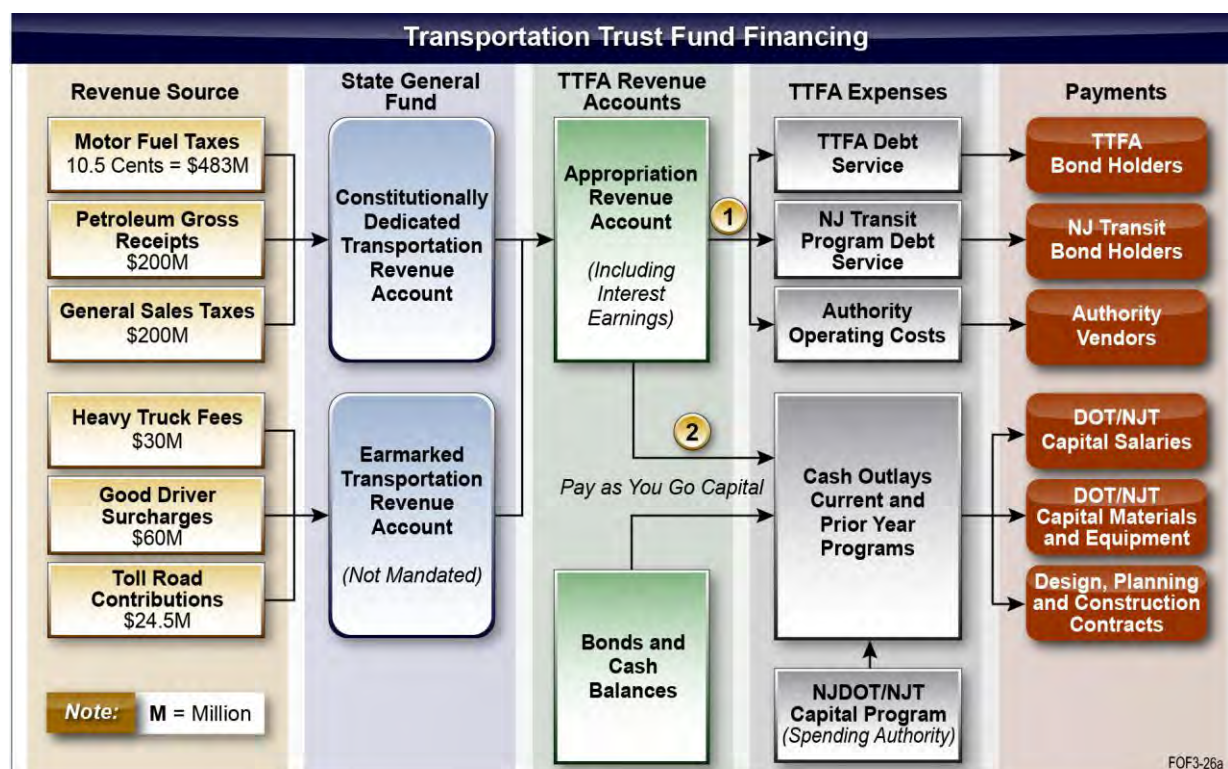 Transportation Trust Fund Financing
Revenue Source
Motor Fuel Taxes
10.5 Cents = $483M
Petroleum Gross
Receipts
$200M
General Sales Taxes
$200M
Heavy Truck Fees
$30M
Good Driver
Surcharges
$60M
Toll Road
Contributions
$24.5M
Note: M = Million
State General
Fund
Constitutionally
Dedicated
Transportation
Revenue
Account
Earmarked
Transportation
Revenue
Account
(Not Mandated)
TTFA Revenue
Accounts
Appropriation
Revenue
Account
(Including
Interest
Earnings)
1
2
Pay as You Go Capital
Bonds and
Cash
Balances
TTFA Expenses
TTFA Debt
Service
NJ Transit
Program Debt
Service
Authority
Operating Costs
Cash Outlays
Current and
Prior Year
Programs
NJDOT/NJT
Capital Program
(Spending Authority)
Payments
TTFA
Bond Holders
NJ Transit
Bond Holders
Authority
Vendors
DOT/NJT
Capital Salaries
DOT/NJT
Capital Materials
and Equipment
Design, Planning
and Construction
Contracts
FOF3-26a